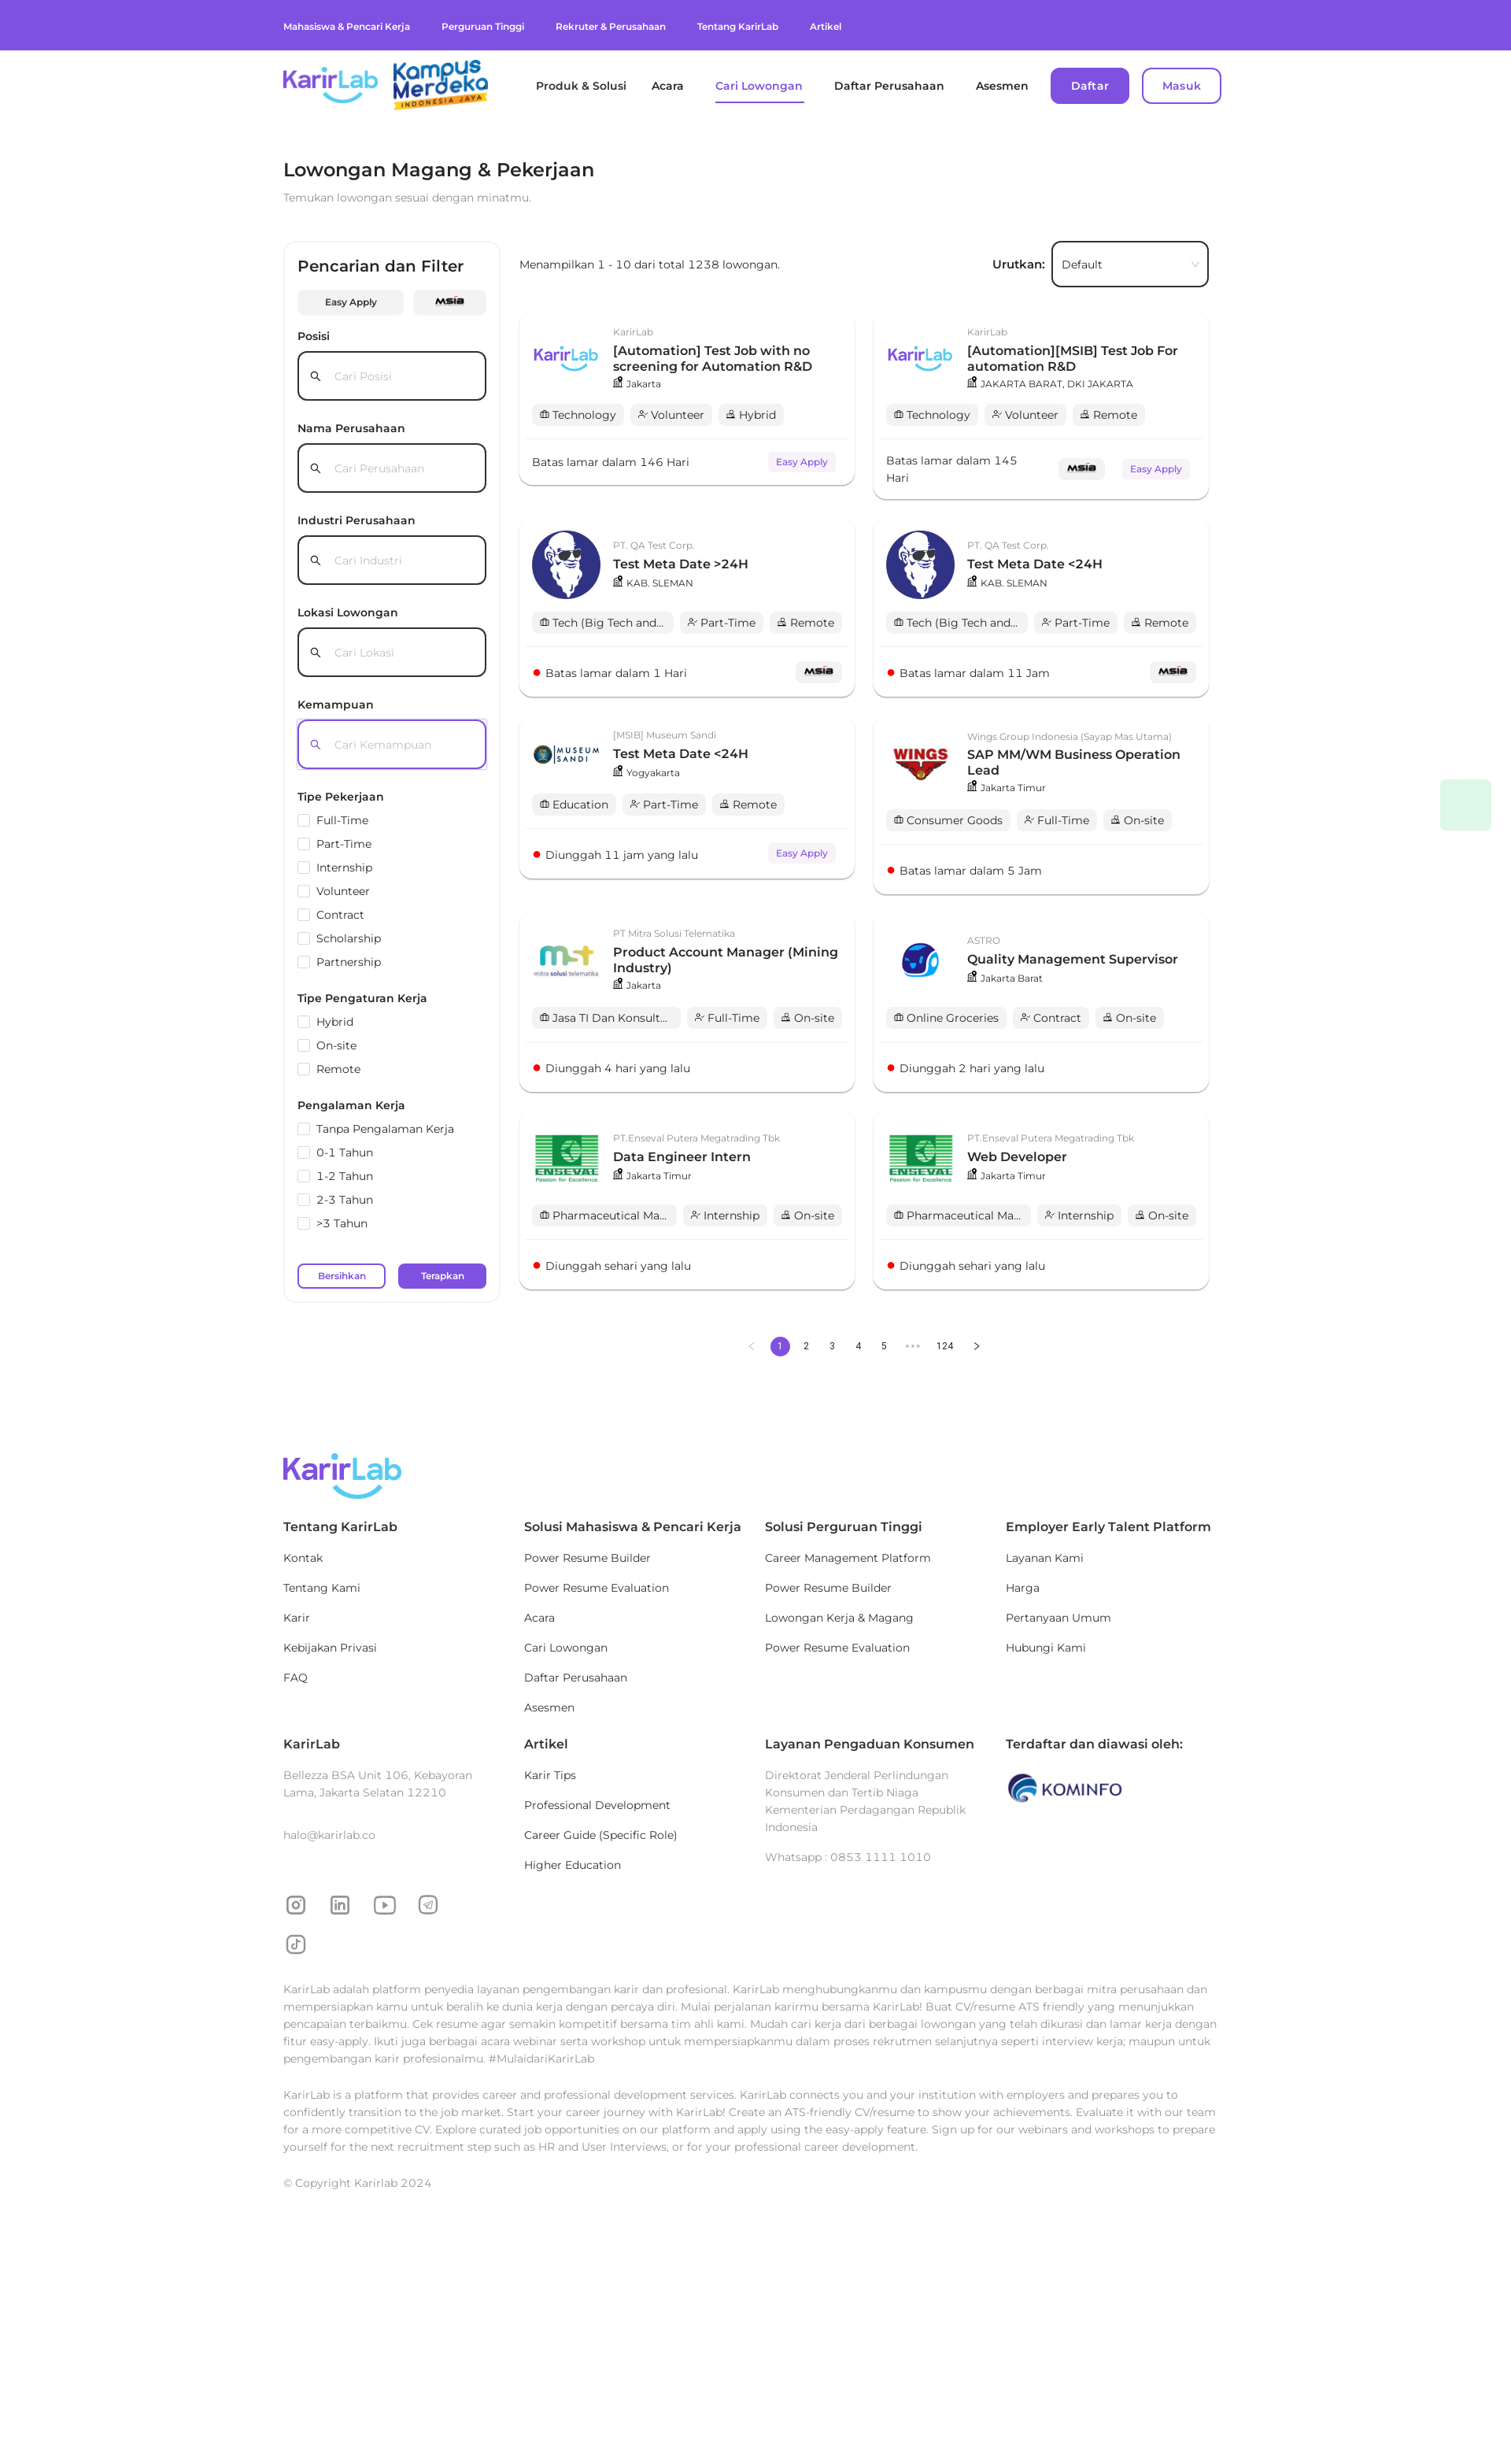 Mahasiswa & Pencari Kerja Perguruan Tinggi Rekruter & Perusahaan Tentang KarirLab Artikel
KarirLab Kampus Merdeka INDONESIA JAYA Produk & Solusi Acara Cari Lowongan Daftar Perusahaan Asesmen Daftar Masuk
Lowongan Magang & Pekerjaan
Temukan lowongan sesuai dengan minatmu.
Pencarian dan Filter
Easy Apply MSIB
Posisi
Cari Posisi
Nama Perusahaan
Cari Perusahaan
Industri Perusahaan
Cari Industri
Lokasi Lowongan
Cari Lokasi
Kemampuan
Cari Kemampuan
Tipe Pekerjaan
Full-Time
Part-Time
Internship
Volunteer
Contract
Scholarship
Partnership
Tipe Pengaturan Kerja
Hybrid
On-site
Remote
Pengalaman Kerja
Tanpa Pengalaman Kerja
0-1 Tahun
1-2 Tahun
2-3 Tahun
>3 Tahun
Bersihkan Terapkan
Menampilkan 1 - 10 dari total 1238 lowongan.
Urutkan: Default
KarirLab
KarirLab
[Automation] Test Job with no
screening for Automation R&D
Jakarta
Technology Volunteer Hybrid
Batas lamar dalam 146 Hari Easy Apply
KarirLab
KarirLab
[Automation][MSIB] Test Job For
automation R&D
JAKARTA BARAT, DKI JAKARTA
Technology Volunteer Remote
Batas lamar dalam 145
Hari
MSIB Easy Apply
PT. QA Test Corp.
Test Meta Date >24H
KAB. SLEMAN
Tech (Big Tech and... Part-Time Remote
Batas lamar dalam 1 Hari MSIB
PT. QA Test Corp.
Test Meta Date <24H
KAB. SLEMAN
Tech (Big Tech and... Part-Time Remote
Batas lamar dalam 11 Jam MSIB
MUSEUM
SANDI
[MSIB] Museum Sandi
Test Meta Date <24H
Yogyakarta
Education Part-Time Remote
Diunggah 11 jam yang lalu Easy Apply
WINGS
Wings Group Indonesia (Sayap Mas Utama)
SAP MM/WM Business Operation
Lead
Jakarta Timur
Consumer Goods Full-Time On-site
Batas lamar dalam 5 Jam
mst
mitra solusi telematika
PT Mitra Solusi Telematika
Product Account Manager (Mining
Industry)
Jakarta
Jasa TI Dan Konsult... Full-Time On-site
Diunggah 4 hari yang lalu
ASTRO
Quality Management Supervisor
Jakarta Barat
Online Groceries Contract On-site
Diunggah 2 hari yang lalu
ENSEVAL
Passion for Excellence
PT.Enseval Putera Megatrading Tbk
Data Engineer Intern
Jakarta Timur
Pharmaceutical Ma... Internship On-site
Diunggah sehari yang lalu
ENSEVAL
Passion for Excellence
PT.Enseval Putera Megatrading Tbk
Web Developer
Jakarta Timur
Pharmaceutical Ma... Internship On-site
Diunggah sehari yang lalu
1 2 3 4 5 ••• 124
KarirLab
Tentang KarirLab
Kontak
Tentang Kami
Karir
Kebijakan Privasi
FAQ
Solusi Mahasiswa & Pencari Kerja
Power Resume Builder
Power Resume Evaluation
Acara
Cari Lowongan
Daftar Perusahaan
Asesmen
Solusi Perguruan Tinggi
Career Management Platform
Power Resume Builder
Lowongan Kerja & Magang
Power Resume Evaluation
Employer Early Talent Platform
Layanan Kami
Harga
Pertanyaan Umum
Hubungi Kami
KarirLab
Bellezza BSA Unit 106, Kebayoran
Lama, Jakarta Selatan 12210
halo@karirlab.co
Artikel
Karir Tips
Professional Development
Career Guide (Specific Role)
Higher Education
Layanan Pengaduan Konsumen
Direktorat Jenderal Perlindungan
Konsumen dan Tertib Niaga
Kementerian Perdagangan Republik
Indonesia
Whatsapp : 0853 1111 1010
Terdaftar dan diawasi oleh:
KOMINFO
KarirLab adalah platform penyedia layanan pengembangan karir dan profesional. KarirLab menghubungkanmu dan kampusmu dengan berbagai mitra perusahaan dan
mempersiapkan kamu untuk beralih ke dunia kerja dengan percaya diri. Mulai perjalanan karirmu bersama KarirLab! Buat CV/resume ATS friendly yang menunjukkan
pencapaian terbaikmu. Cek resume agar semakin kompetitif bersama tim ahli kami. Mudah cari kerja dari berbagai lowongan yang telah dikurasi dan lamar kerja dengan
fitur easy-apply. Ikuti juga berbagai acara webinar serta workshop untuk mempersiapkanmu dalam proses rekrutmen selanjutnya seperti interview kerja; maupun untuk
pengembangan karir profesionalmu. #MulaidariKarirLab
KarirLab is a platform that provides career and professional development services. KarirLab connects you and your institution with employers and prepares you to
confidently transition to the job market. Start your career journey with KarirLab! Create an ATS-friendly CV/resume to show your achievements. Evaluate it with our team
for a more competitive CV. Explore curated job opportunities on our platform and apply using the easy-apply feature. Sign up for our webinars and workshops to prepare
yourself for the next recruitment step such as HR and User Interviews, or for your professional career development.
© Copyright Karirlab 2024